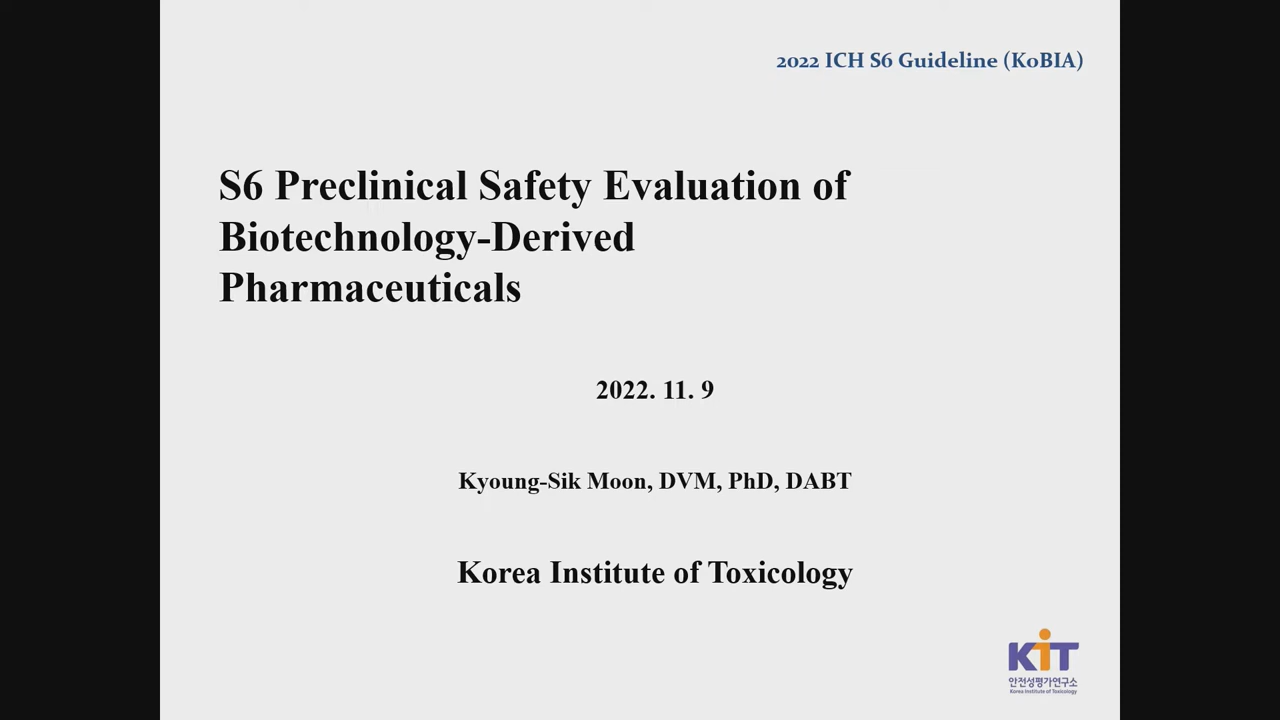 2022 ICH S6 Guideline (KoBIA)
S6 Preclinical Safety Evaluation of
Biotechnology-Derived
Pharmaceuticals
2022. 11. 9
Kyoung-Sik Moon, DVM, PhD, DABT
Korea Institute of Toxicology
KiT
안전성평가연구소
Korea Institute of Toxicology